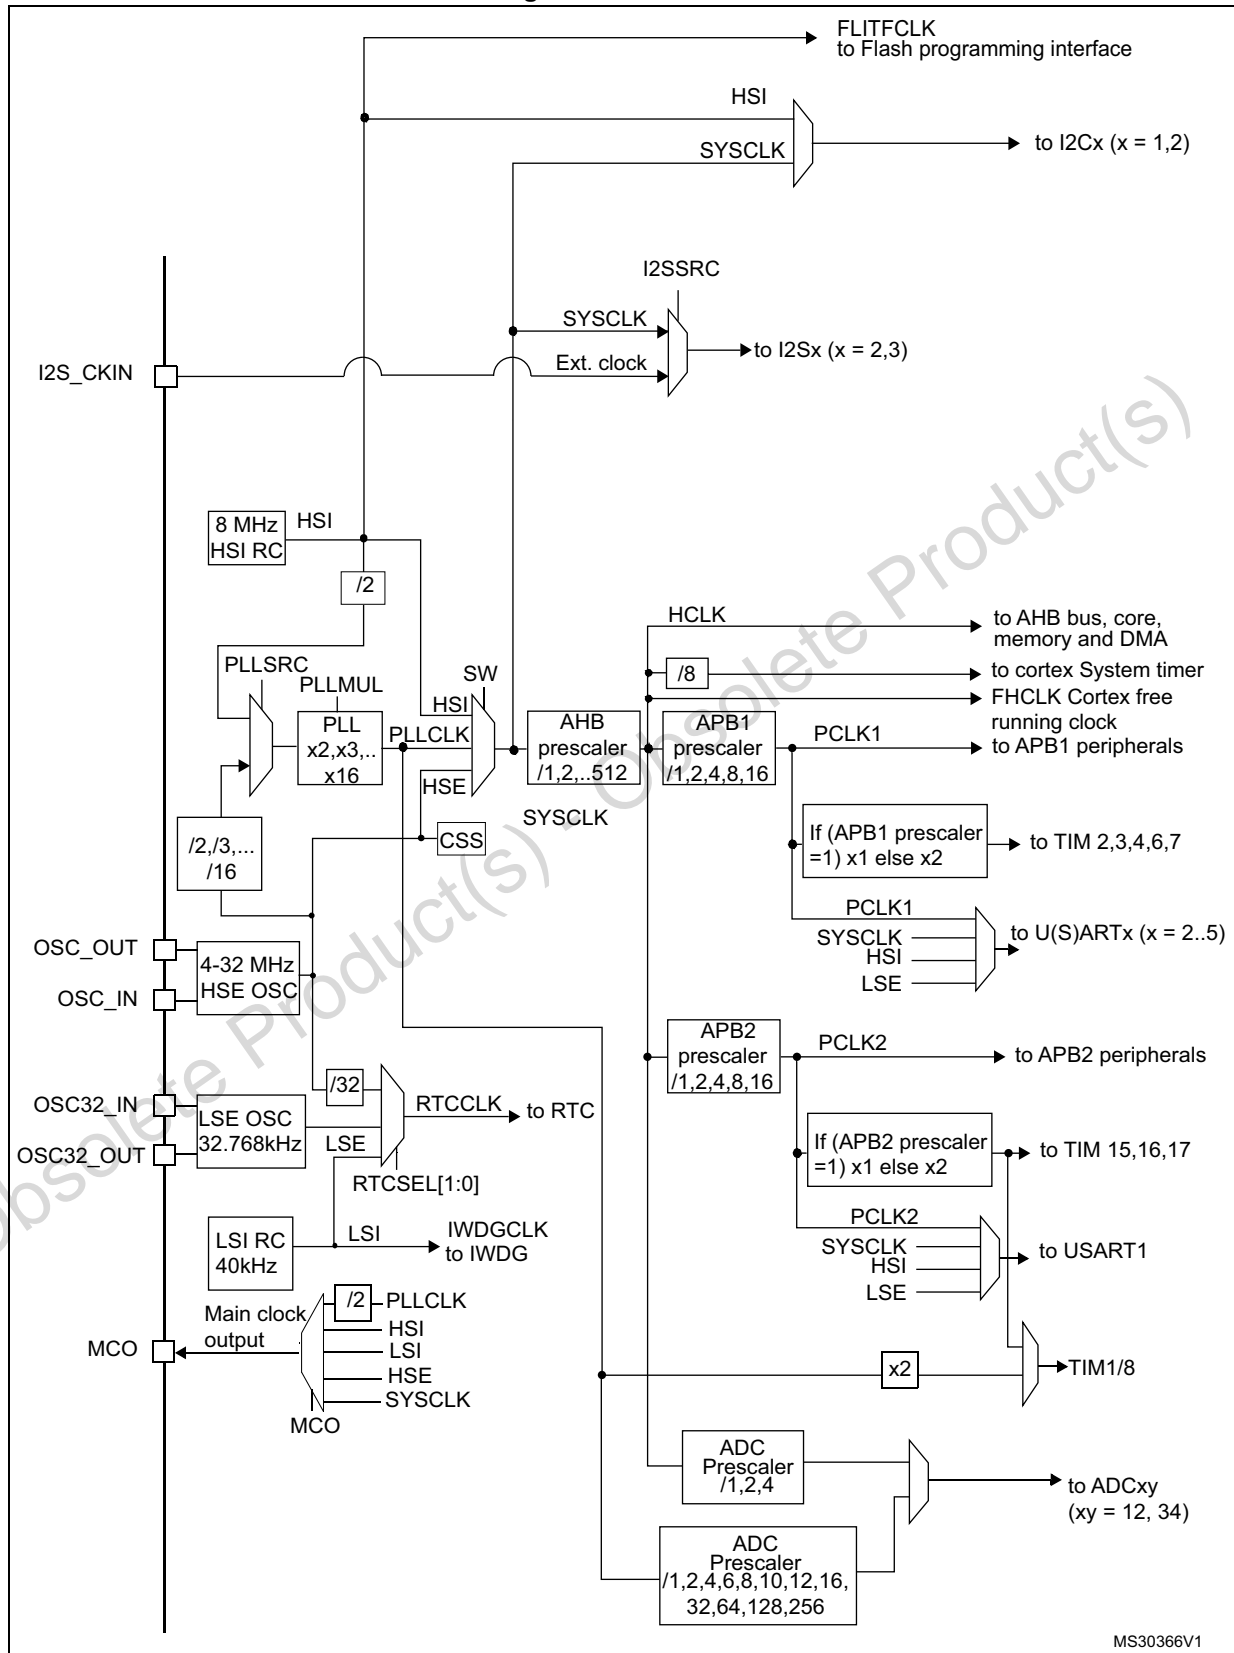 FLITFCLK
to Flash programming interface
HSI
to I2Cx (x = 1,2)
SYSCLK
I2SSRC
SYSCLK
to I2Sx (x = 2,3)
Ext. clock
I2S_CKIN
8 MHz
HSI RC
HSI
/2
HCLK
to AHB bus, core,
memory and DMA
/8
to cortex System timer
FHCLK Cortex free
running clock
PLLSRC
PLLMUL
PLL
x2,x3,..
x16
SW
HSI
PLLCLK
HSE
AHB
prescaler
/1,2,..512
APB1
prescaler
/1,2,4,8,16
PCLK1
to APB1 peripherals
SYSCLK
CSS
/2,/3,...
/16
If (APB1 prescaler
=1) x1 else x2
to TIM 2,3,4,6,7
PCLK1
SYSCLK
HSI
LSE
to U(S)ARTx (x = 2..5)
OSC_OUT
OSC_IN
4-32 MHz
HSE OSC
APB2
prescaler
/1,2,4,8,16
PCLK2
to APB2 peripherals
/32
OSC32_IN
OSC32_OUT
LSE OSC
32.768kHz
LSE
RTCCLK
to RTC
RTCSEL[1:0]
If (APB2 prescaler
=1) x1 else x2
to TIM 15,16,17
LSI RC
40kHz
LSI
IWDGCLK
to IWDG
PCLK2
SYSCLK
HSI
LSE
to USART1
MCO
Main clock
output
/2
PLLCLK
HSI
LSI
HSE
SYSCLK
MCO
x2
TIM1/8
ADC
Prescaler
/1,2,4
to ADCxy
(xy = 12, 34)
ADC
Prescaler
/1,2,4,6,8,10,12,16,
32,64,128,256
MS30366V1
Obsolete Product(s) - Obsolete Product(s)